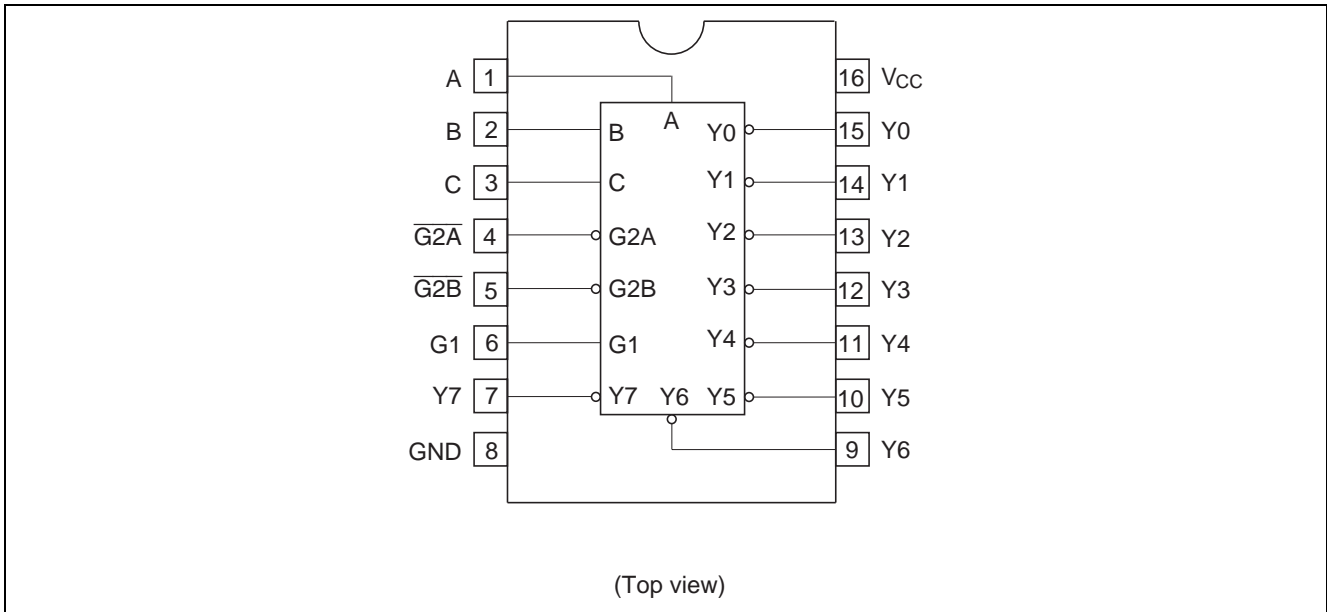 A 1 16 VCC
A
B 2 B Y0 15 Y0
C 3 C Y1 14 Y1
G2A 4 G2A Y2 13 Y2
G2B 5 G2B Y3 12 Y3
G1 6 G1 Y4 11 Y4
Y7 7 Y7 Y6 Y5 10 Y5
GND 8 9 Y6
(Top view)